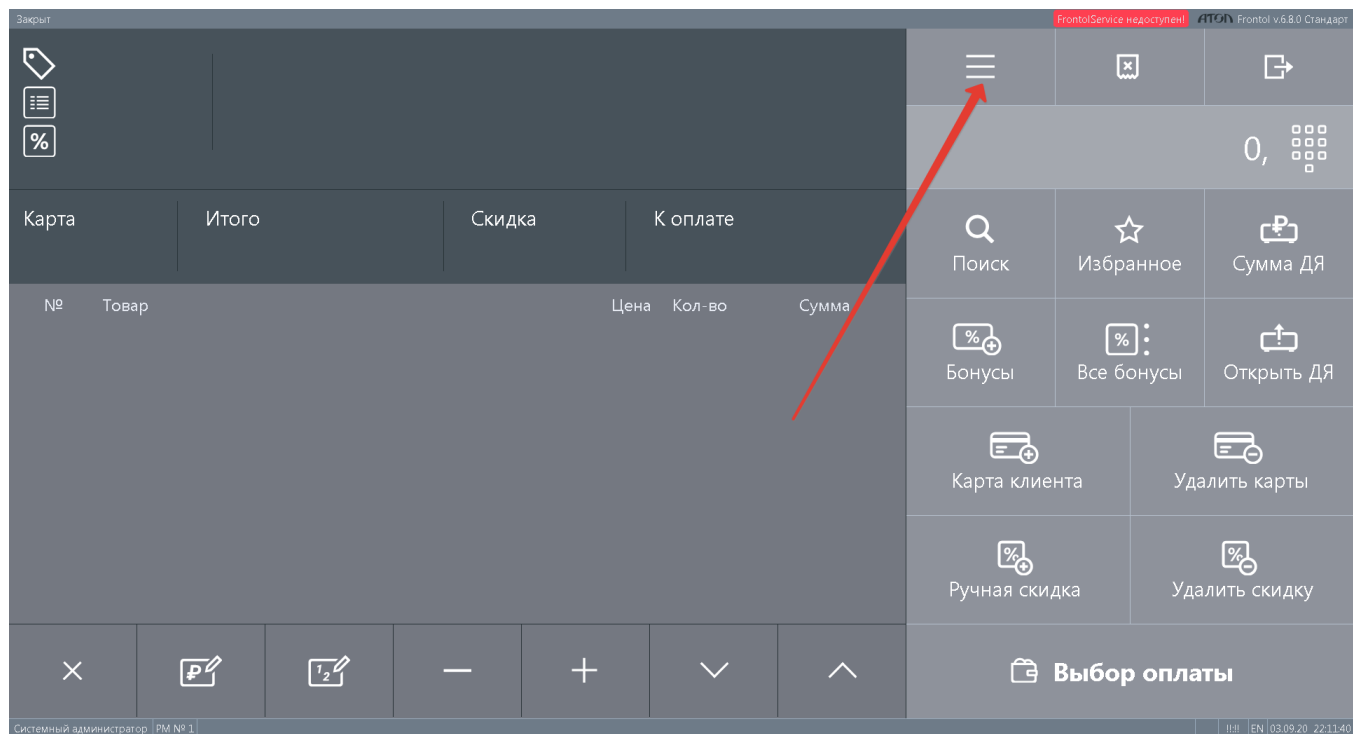 Закрыт
FrontolService недоступен! ATOL Frontol v.6.8.0 Стандарт
%
0,
Карта Итого Скидка К оплате
Поиск Избранное Сумма ДЯ
№ Товар Цена Кол-во Сумма
Бонусы Все бонусы Открыть ДЯ
Карта клиента Удалить карты
Ручная скидка Удалить скидку
Выбор оплаты
Системный администратор РМ № 1 !!:!! EN 03.09.20 22:11:40